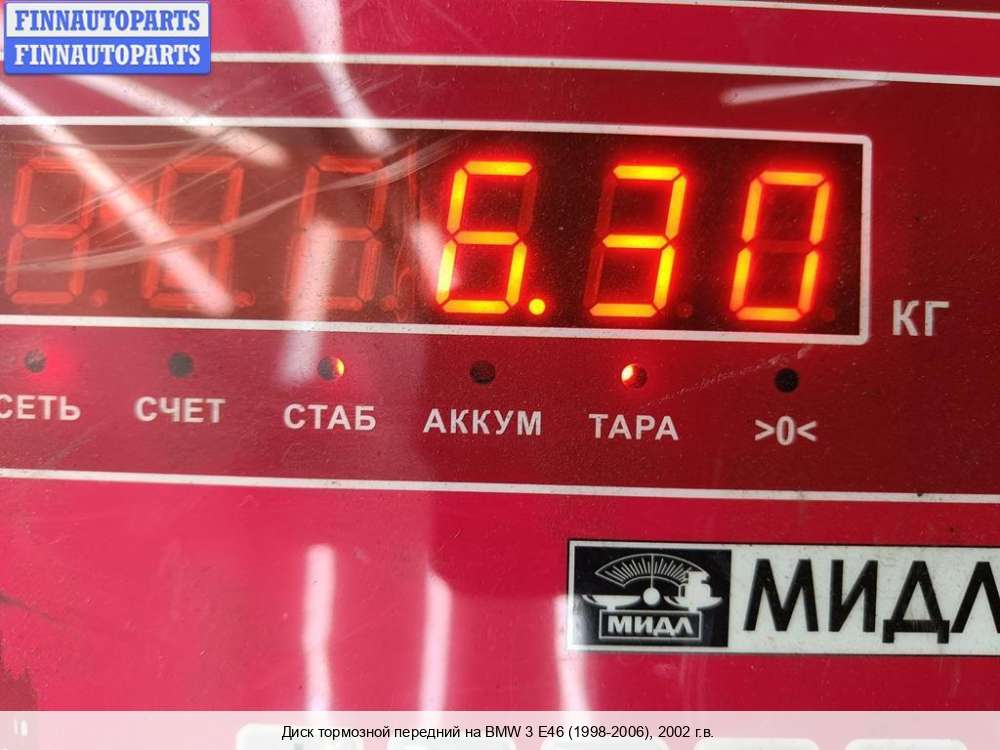 FINNAUTOPARTS
FINNAUTOPARTS
6.30
КГ
СЕТЬ СЧЕТ СТАБ АККУМ ТАРА >0<
МИДЛ МИДЛ
Диск тормозной передний на BMW 3 E46 (1998-2006), 2002 г.в.